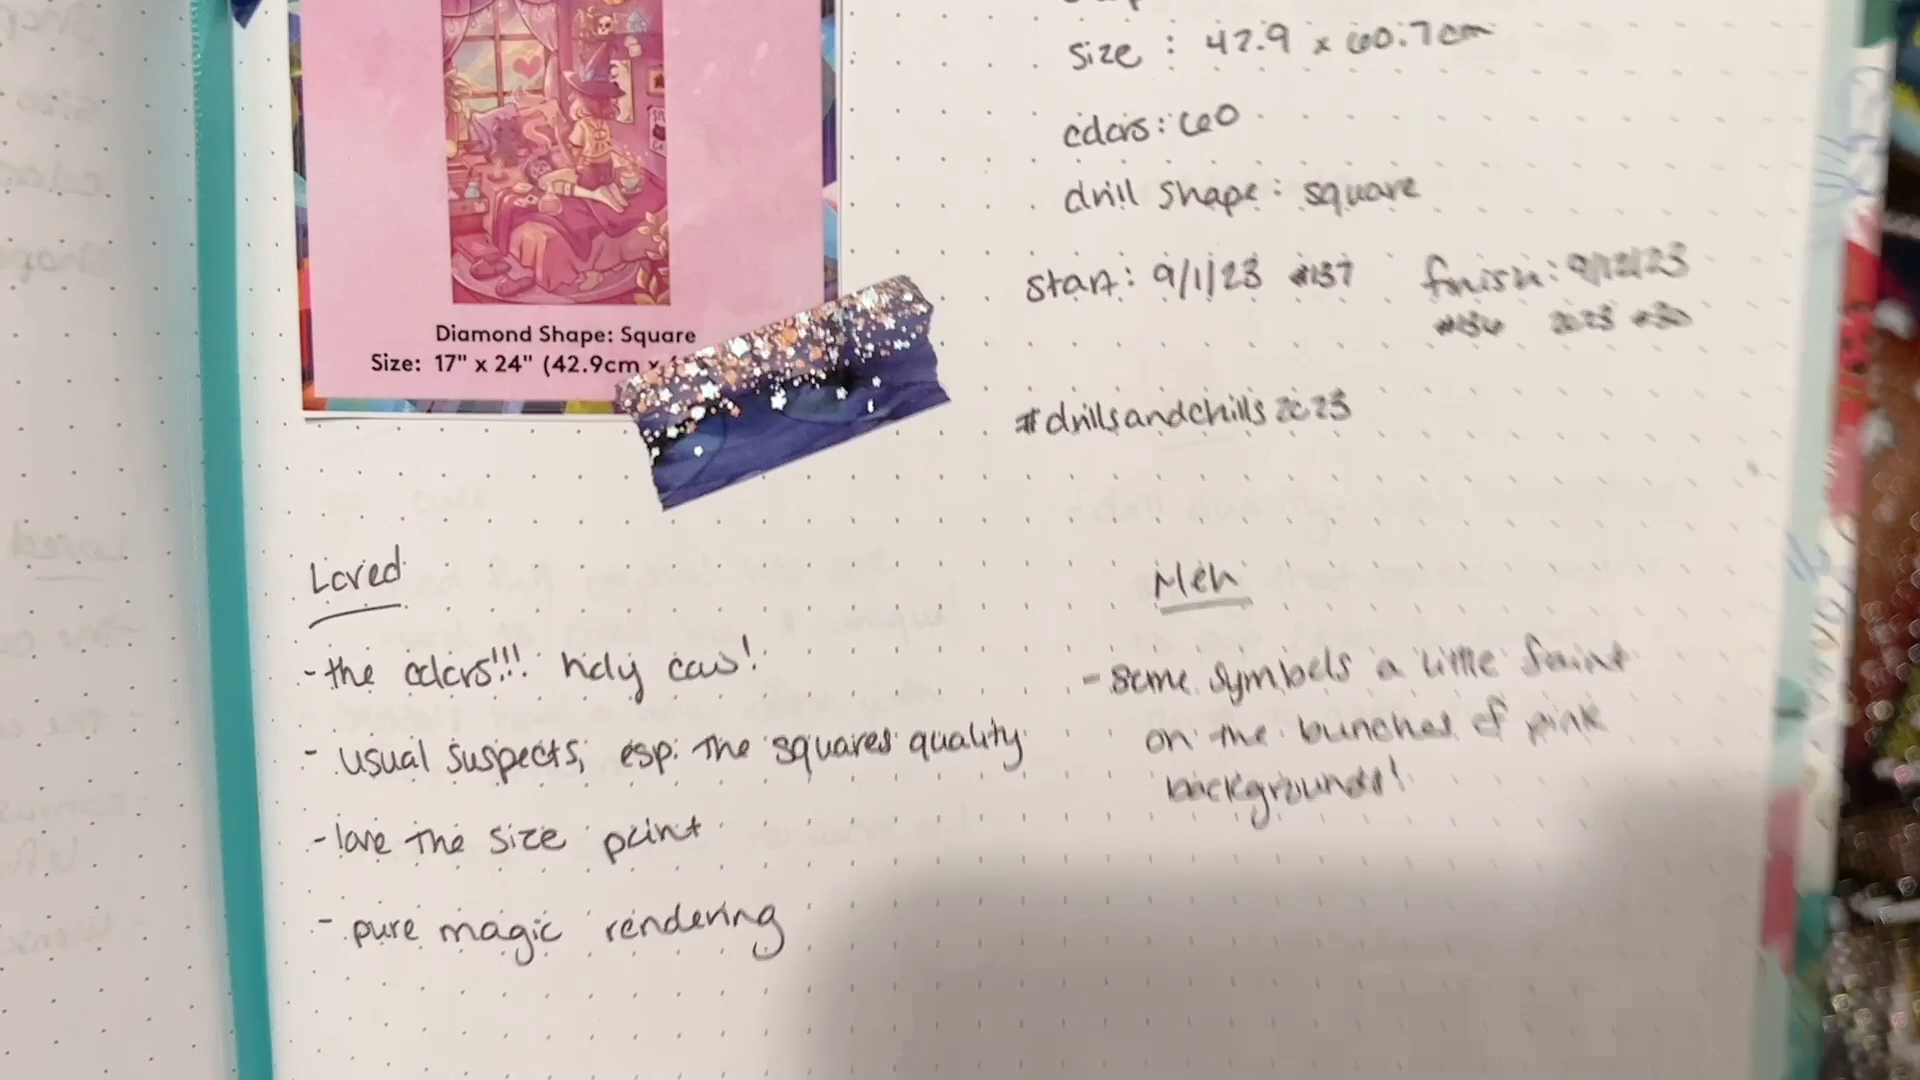 size : 42.9 x 60.7cm
colors: 60
drill shape: square
start: 9/1/23 #137 finish: 9/12/23
#136 2023 #30
Diamond Shape: Square
Size: 17" x 24" (42.9cm x
#drillsandchills2023
Loved
- the colors!!! holy cow!
- usual suspects, esp. the squares quality
- love the size point
- pure magic rendering
Meh
- some symbols a little faint
on the bunches of pink
backgrounds!